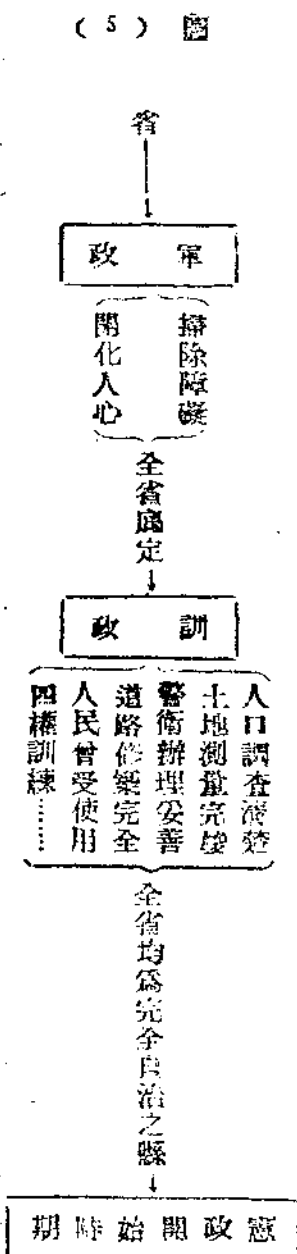 圖 ( 5 )
省
軍政
掃除障礙
開化人心
全省底定
訓政
人口調查清楚
土地測量完竣
警衛辦理妥善
道路修築完全
人民曾受使用
四權訓練……
全省均為完全自治之縣
憲政開始時期